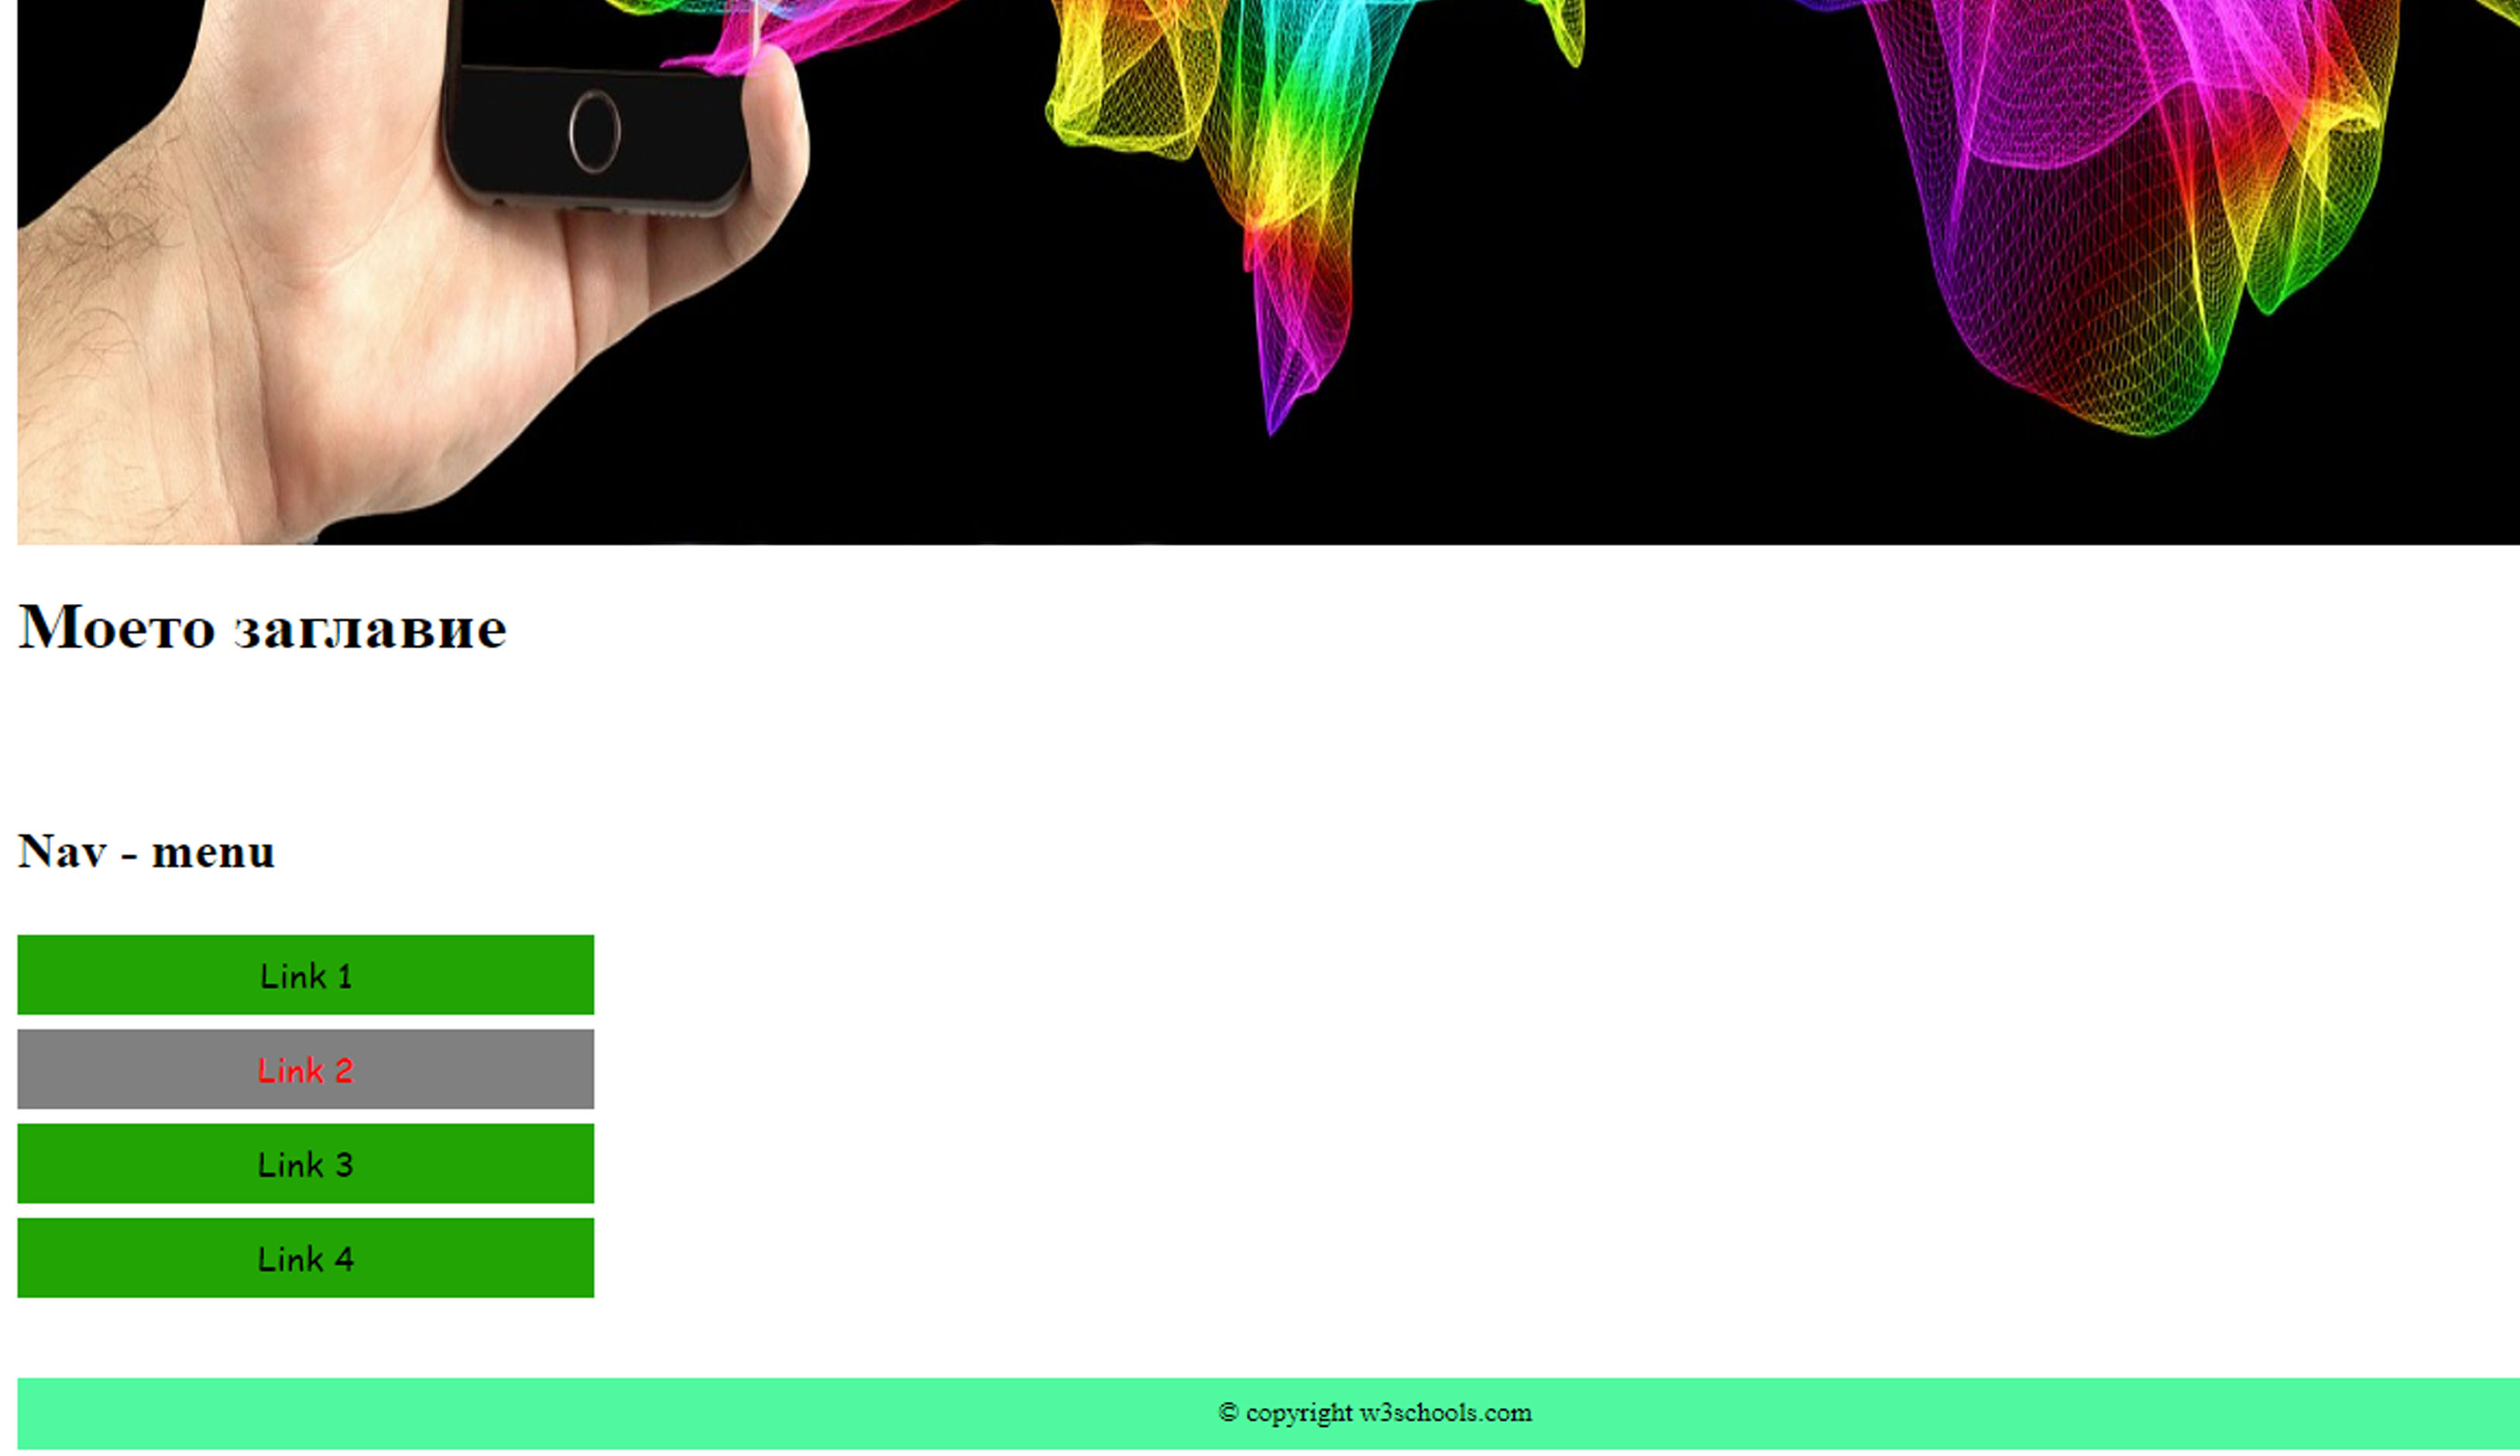 Моето заглавие
Nav - menu
Link 1
Link 2
Link 3
Link 4
© copyright w3schools.com